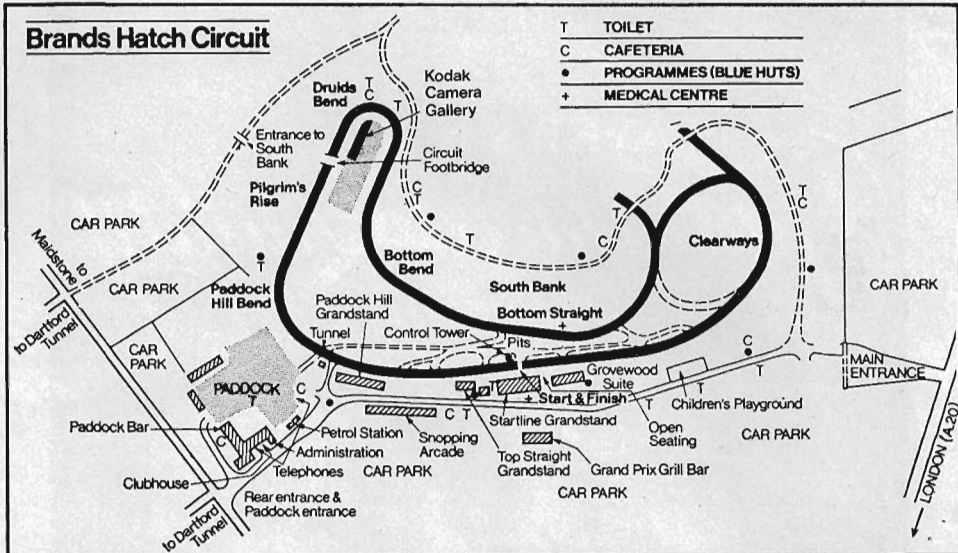 Brands Hatch Circuit
T TOILET
C CAFETERIA
• PROGRAMMES (BLUE HUTS)
+ MEDICAL CENTRE
Druids
Bend
T
C
T
Kodak
Camera
Gallery
Entrance to
South
Bank
Circuit
Footbridge
Pilgrim's
Rise
C
T
T
C
T
T
C
CAR PARK
Maidstone to
to Dartford
Tunnel
CAR PARK
T
Paddock
Hill Bend
Bottom
Bend
South Bank
Clearways
CAR PARK
Paddock Hill
Grandstand
Bottom Straight
+
Tunnel
Control Tower
Pits
CAR
PARK
PADDOCK
T
C
Grovewood
Suite
C
T
MAIN
ENTRANCE
T
+ Start & Finish
T
T
Children's Playground
Paddock Bar
C
Petrol Station
Administration
Telephones
Clubhouse
C
T
Snopping
Arcade
Startline Grandstand
Open
Seating
Top Straight
Grandstand
Grand Prix Grill Bar
CAR PARK
CAR PARK
CAR PARK
Rear entrance &
Paddock entrance
to Dartford
Tunnel
LONDON (A20)